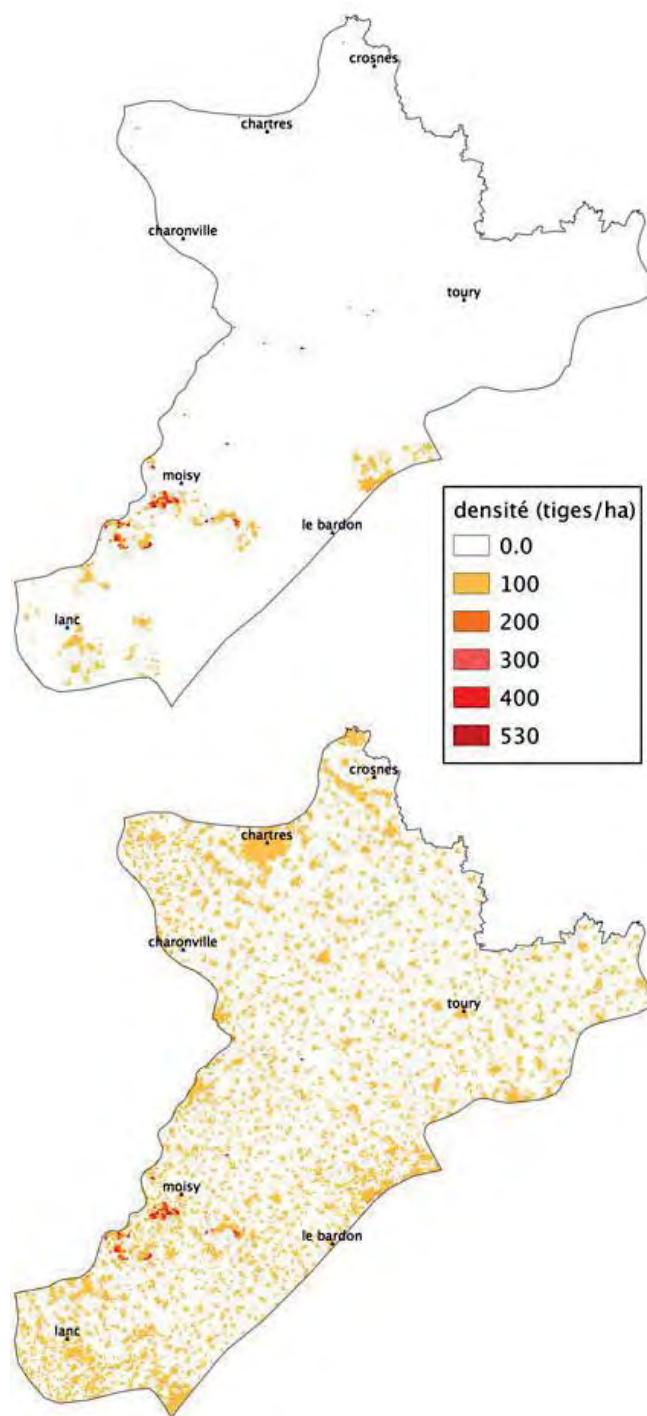 crosnes
chartres
charonville
toury
moisy
le bardon
lanc
densité (tiges/ha)
0.0
100
200
300
400
530
crosnes
chartres
charonville
toury
moisy
le bardon
lanc